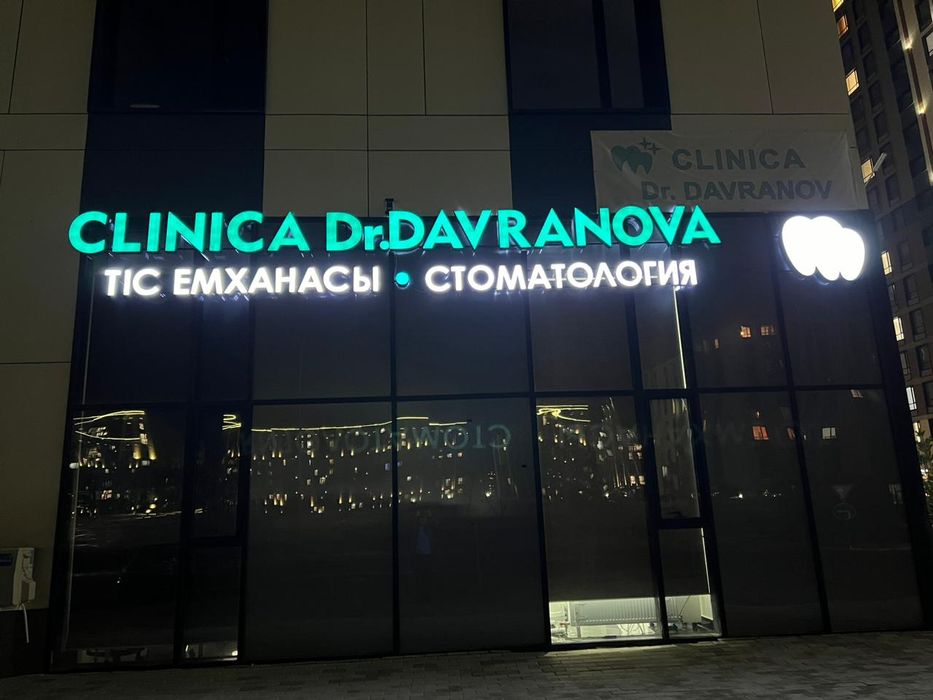 CLINICA
Dr. DAVRANOV
CLINICA Dr.DAVRANOVA
ТІС ЕМХАНАСЫ • СТОМАТОЛОГИЯ